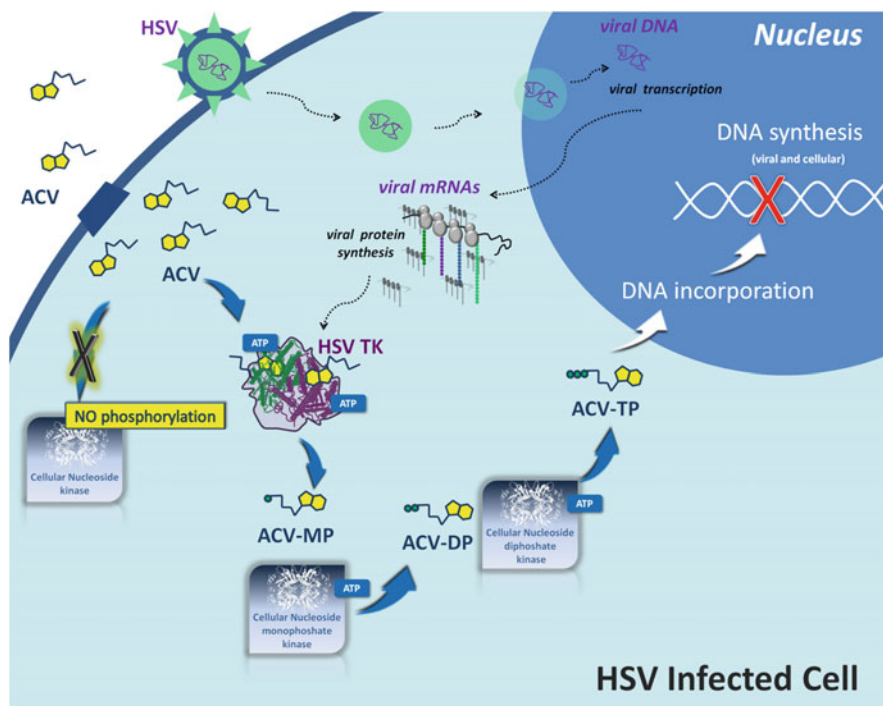 HSV
viral DNA
Nucleus
viral transcription
ACV
DNA synthesis
(viral and cellular)
viral mRNAs
viral protein
synthesis
ACV
DNA incorporation
ATP
HSV TK
ATP
NO phosphorylation
Cellular Nucleoside
kinase
ACV-TP
ACV-MP
ACV-DP
ATP
Cellular Nucleoside
diphoshate
kinase
ATP
Cellular Nucleoside
monophoshate
kinase
HSV Infected Cell